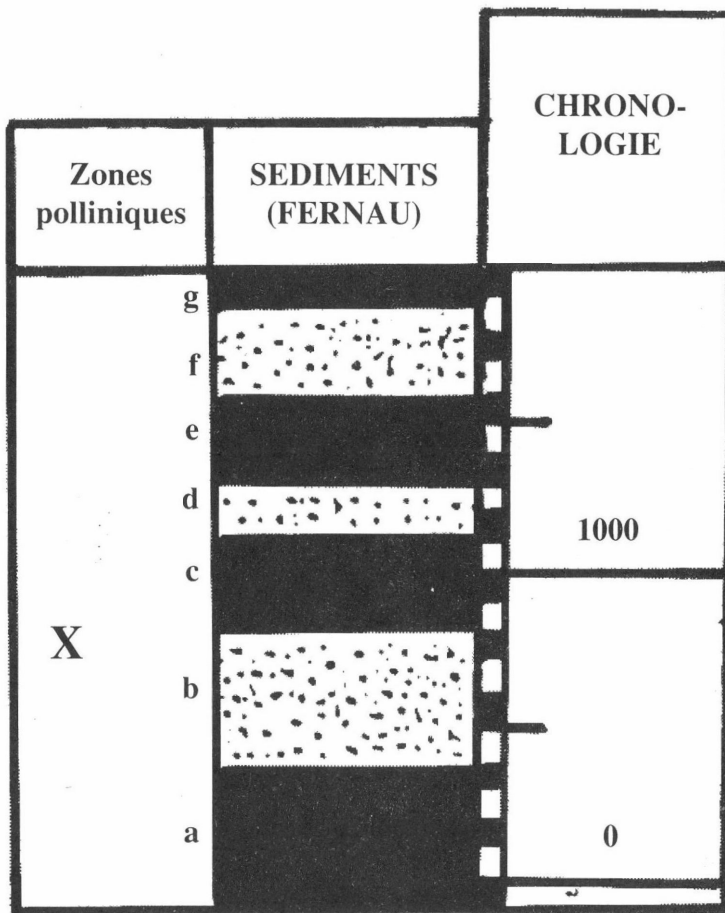 CHRONO-
LOGIE
Zones
polliniques
SEDIMENTS
(FERNAU)
g
f
e
d
1000
c
X
b
a
0